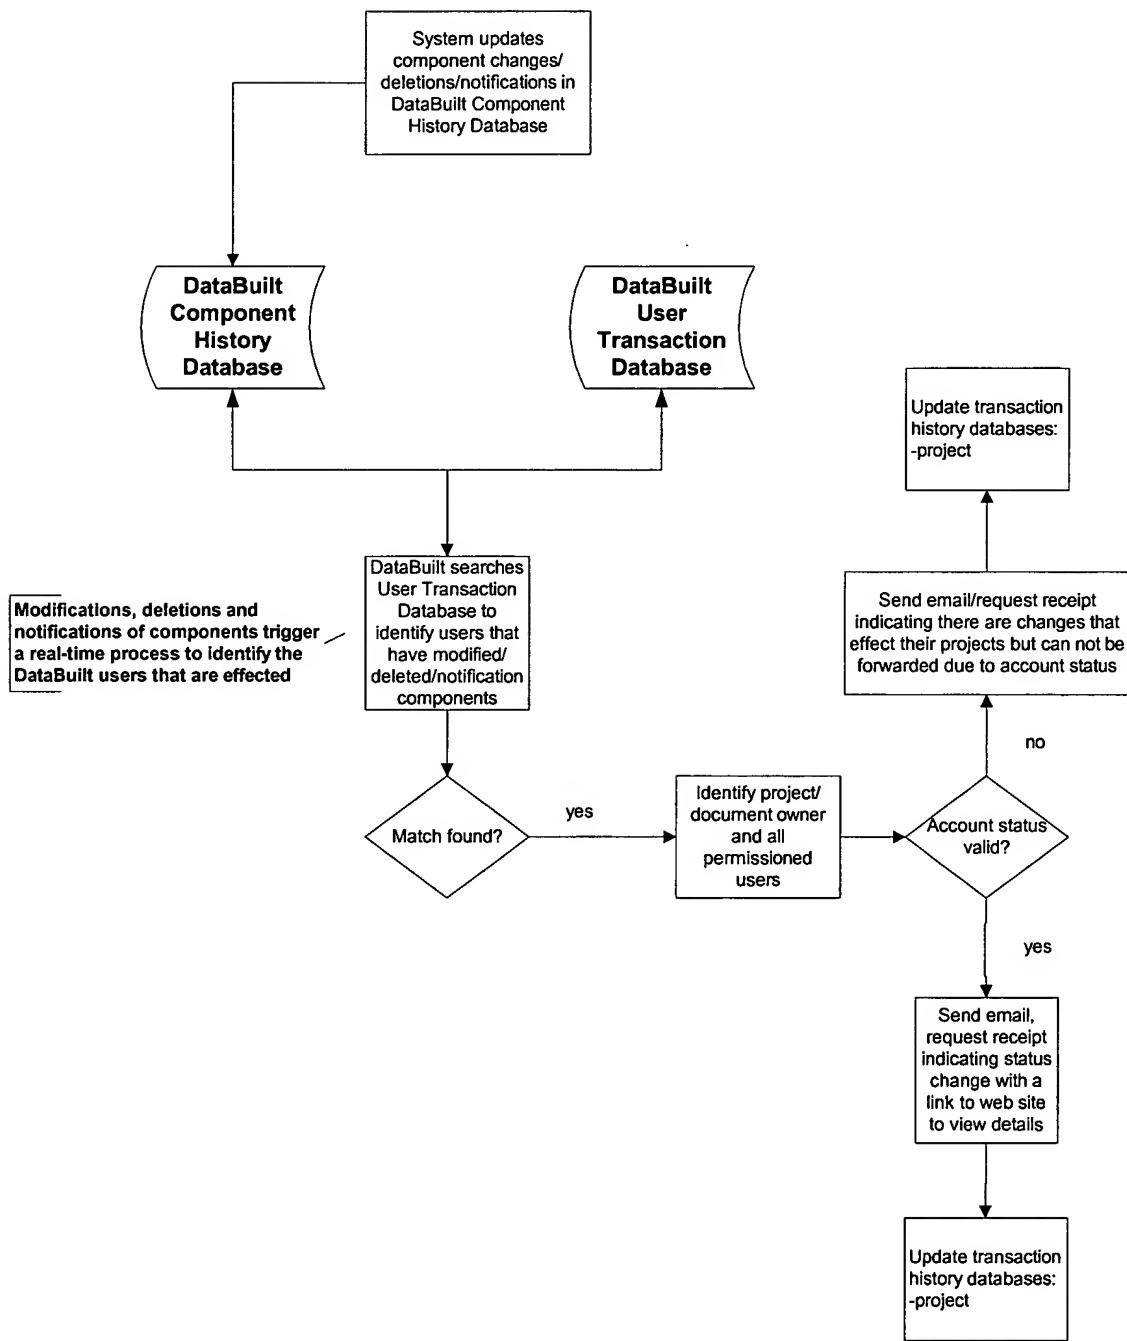 System updates
component changes/
deletions/notifications in
DataBuilt Component
History Database
DataBuilt
Component
History
Database
DataBuilt
User
Transaction
Database
Update transaction
history databases:
-project
DataBuilt searches
User Transaction
Database to
identify users that
have modified/
deleted/notification
components
Modifications, deletions and
notifications of components trigger
a real-time process to identify the
DataBuilt users that are effected
Send email/request receipt
indicating there are changes that
effect their projects but can not be
forwarded due to account status
no
Match found?
yes
Identify project/
document owner
and all
permissioned
users
Account status
valid?
yes
Send email,
request receipt
indicating status
change with a
link to web site
to view details
Update transaction
history databases:
-project